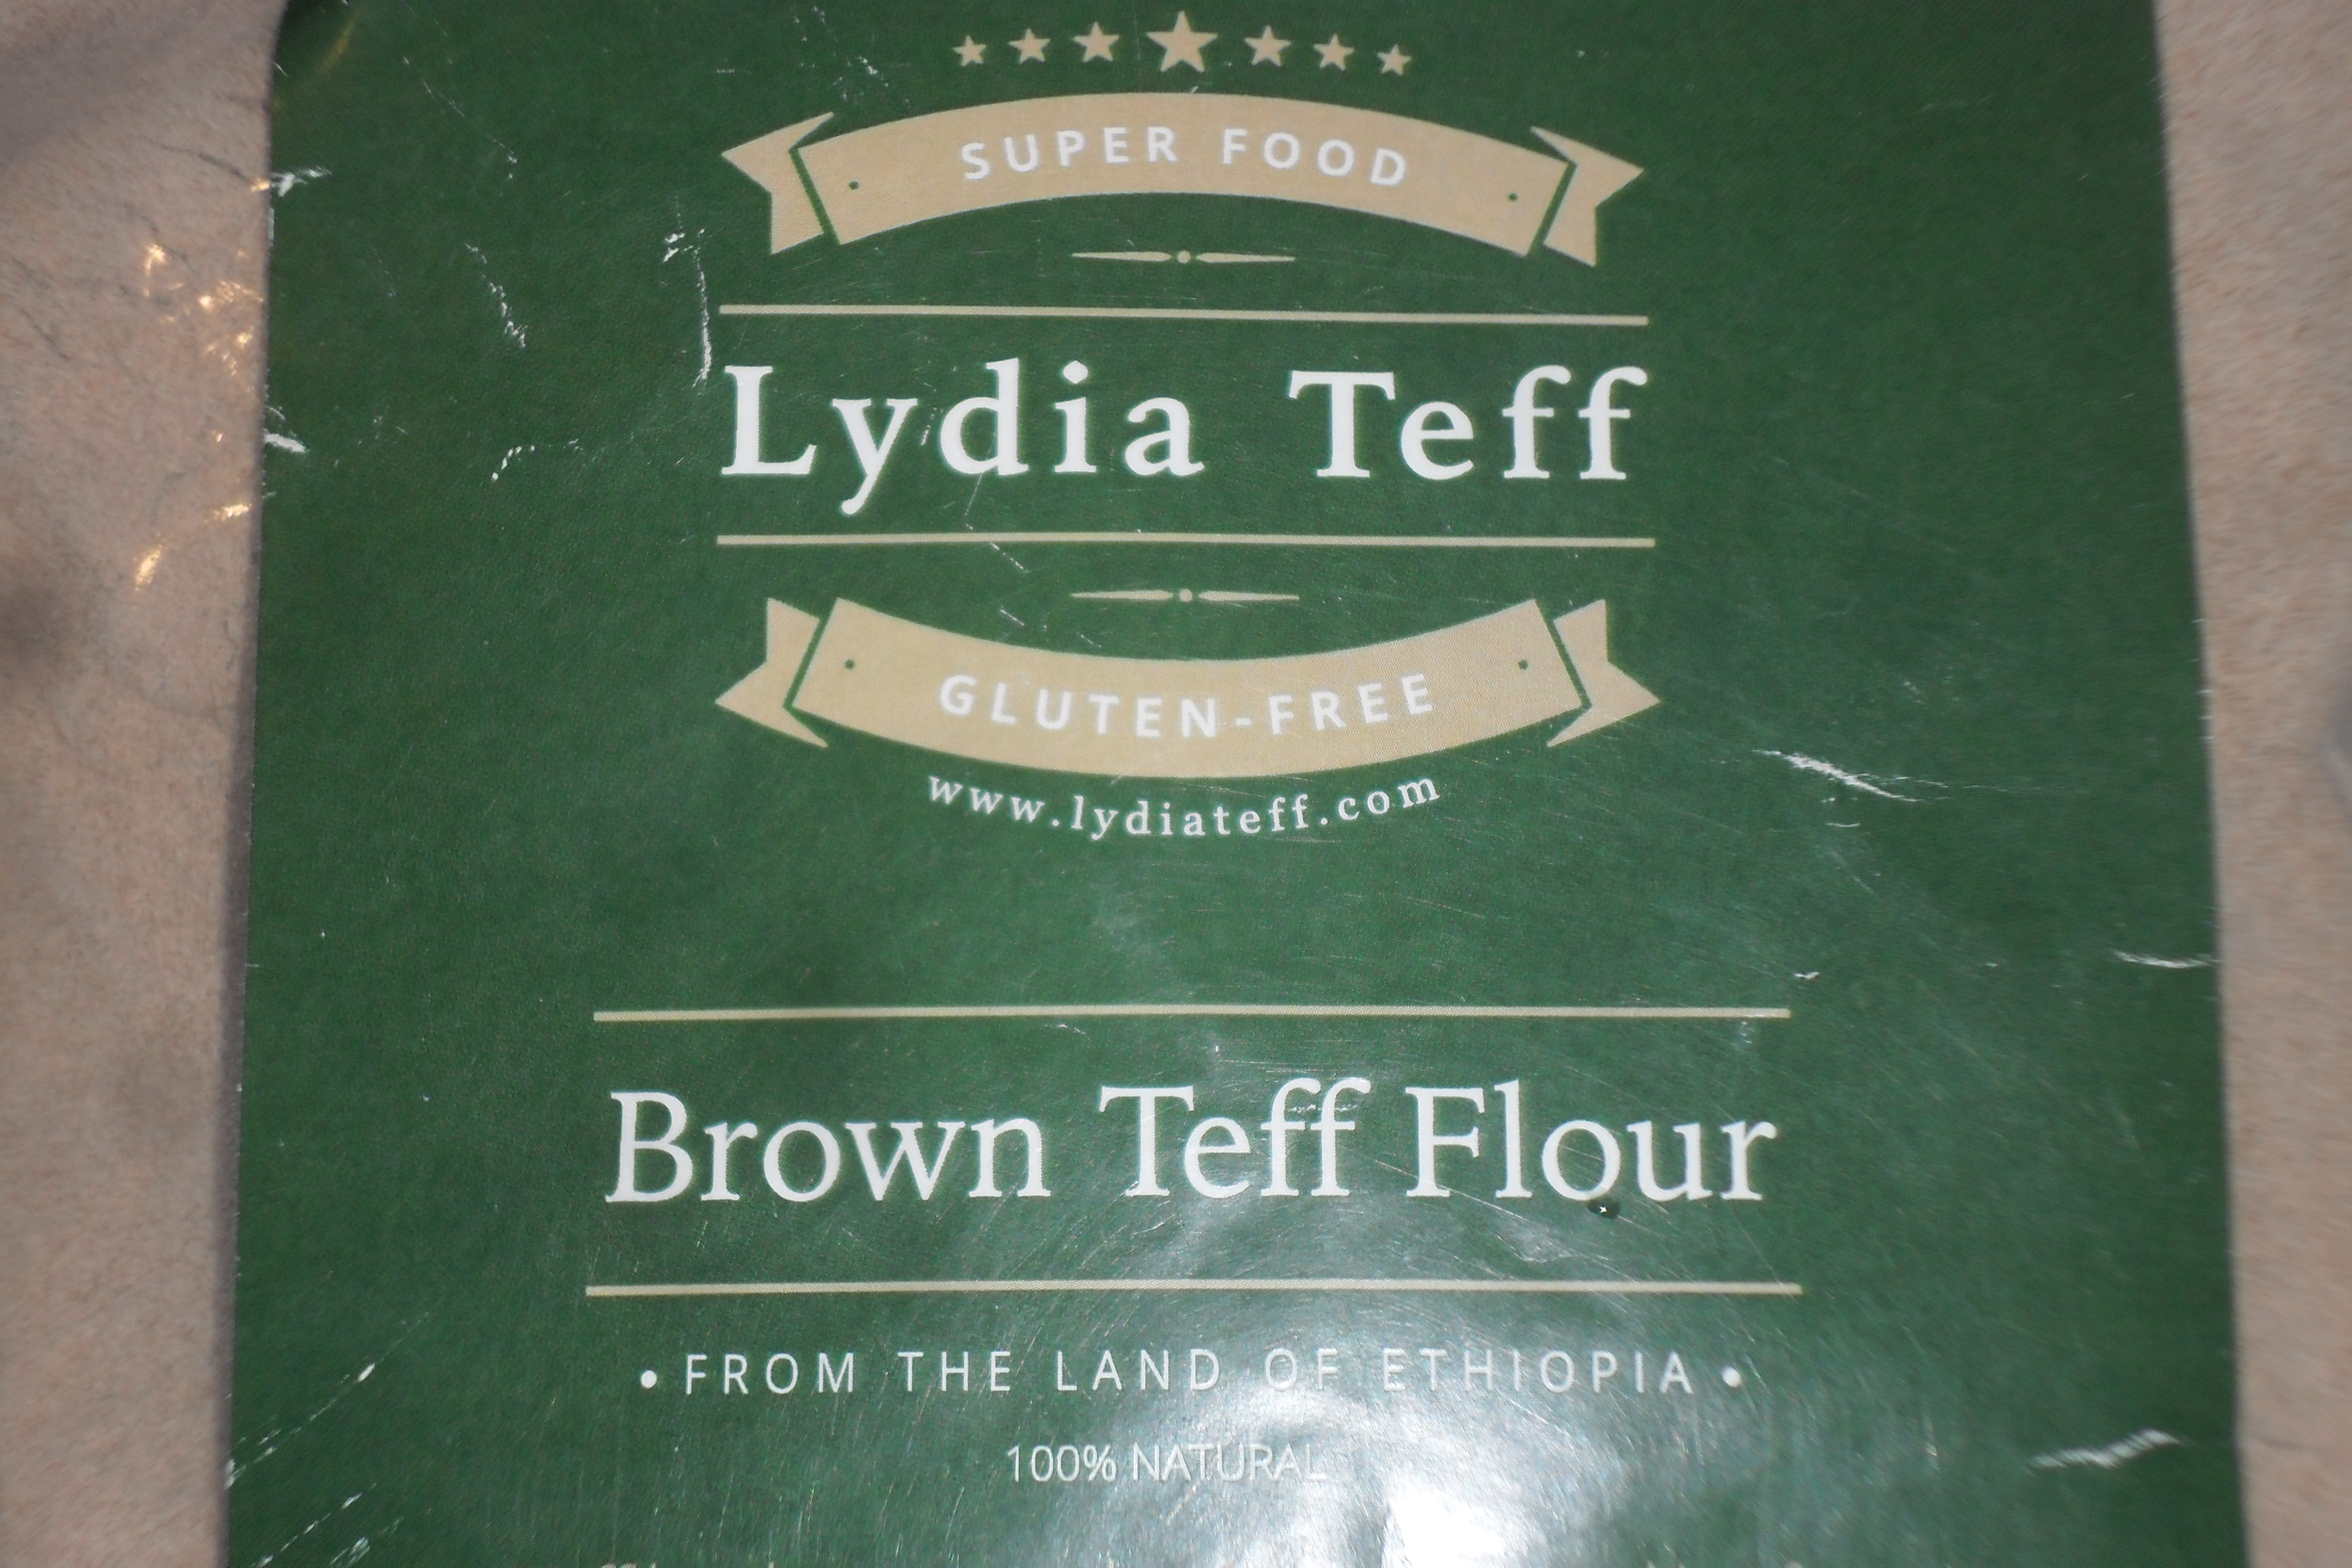 SUPER FOOD
Lydia Teff
GLUTEN-FREE
www.lydiateff.com
Brown Teff Flour
• FROM THE LAND OF ETHIOPIA •
100% NATURAL